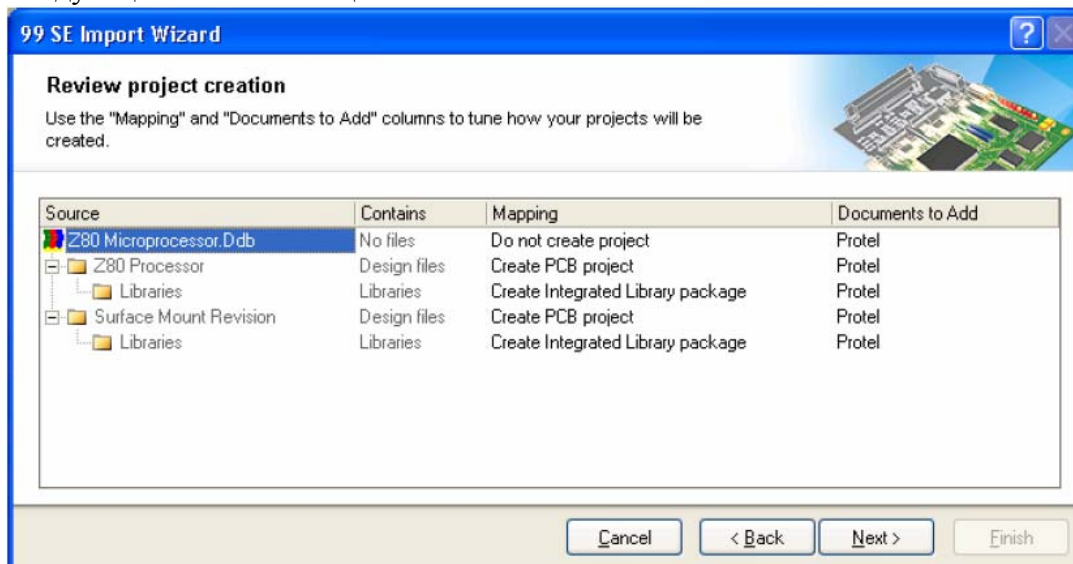 99 SE Import Wizard
Review project creation
Use the "Mapping" and "Documents to Add" columns to tune how your projects will be
created.
Source Contains Mapping Documents to Add
Z80 Microprocessor.Ddb No files Do not create project Protel
Z80 Processor Design files Create PCB project Protel
Libraries Libraries Create Integrated Library package Protel
Surface Mount Revision Design files Create PCB project Protel
Libraries Libraries Create Integrated Library package Protel
Cancel < Back Next > Finish